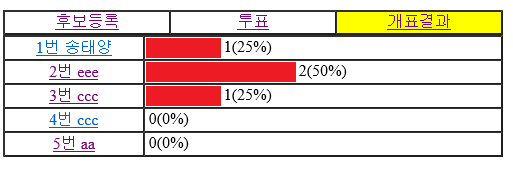 후보등록 투표 개표결과
1번 송태양 1(25%)
2번 eee 2(50%)
3번 ccc 1(25%)
4번 ccc 0(0%)
5번 aa 0(0%)